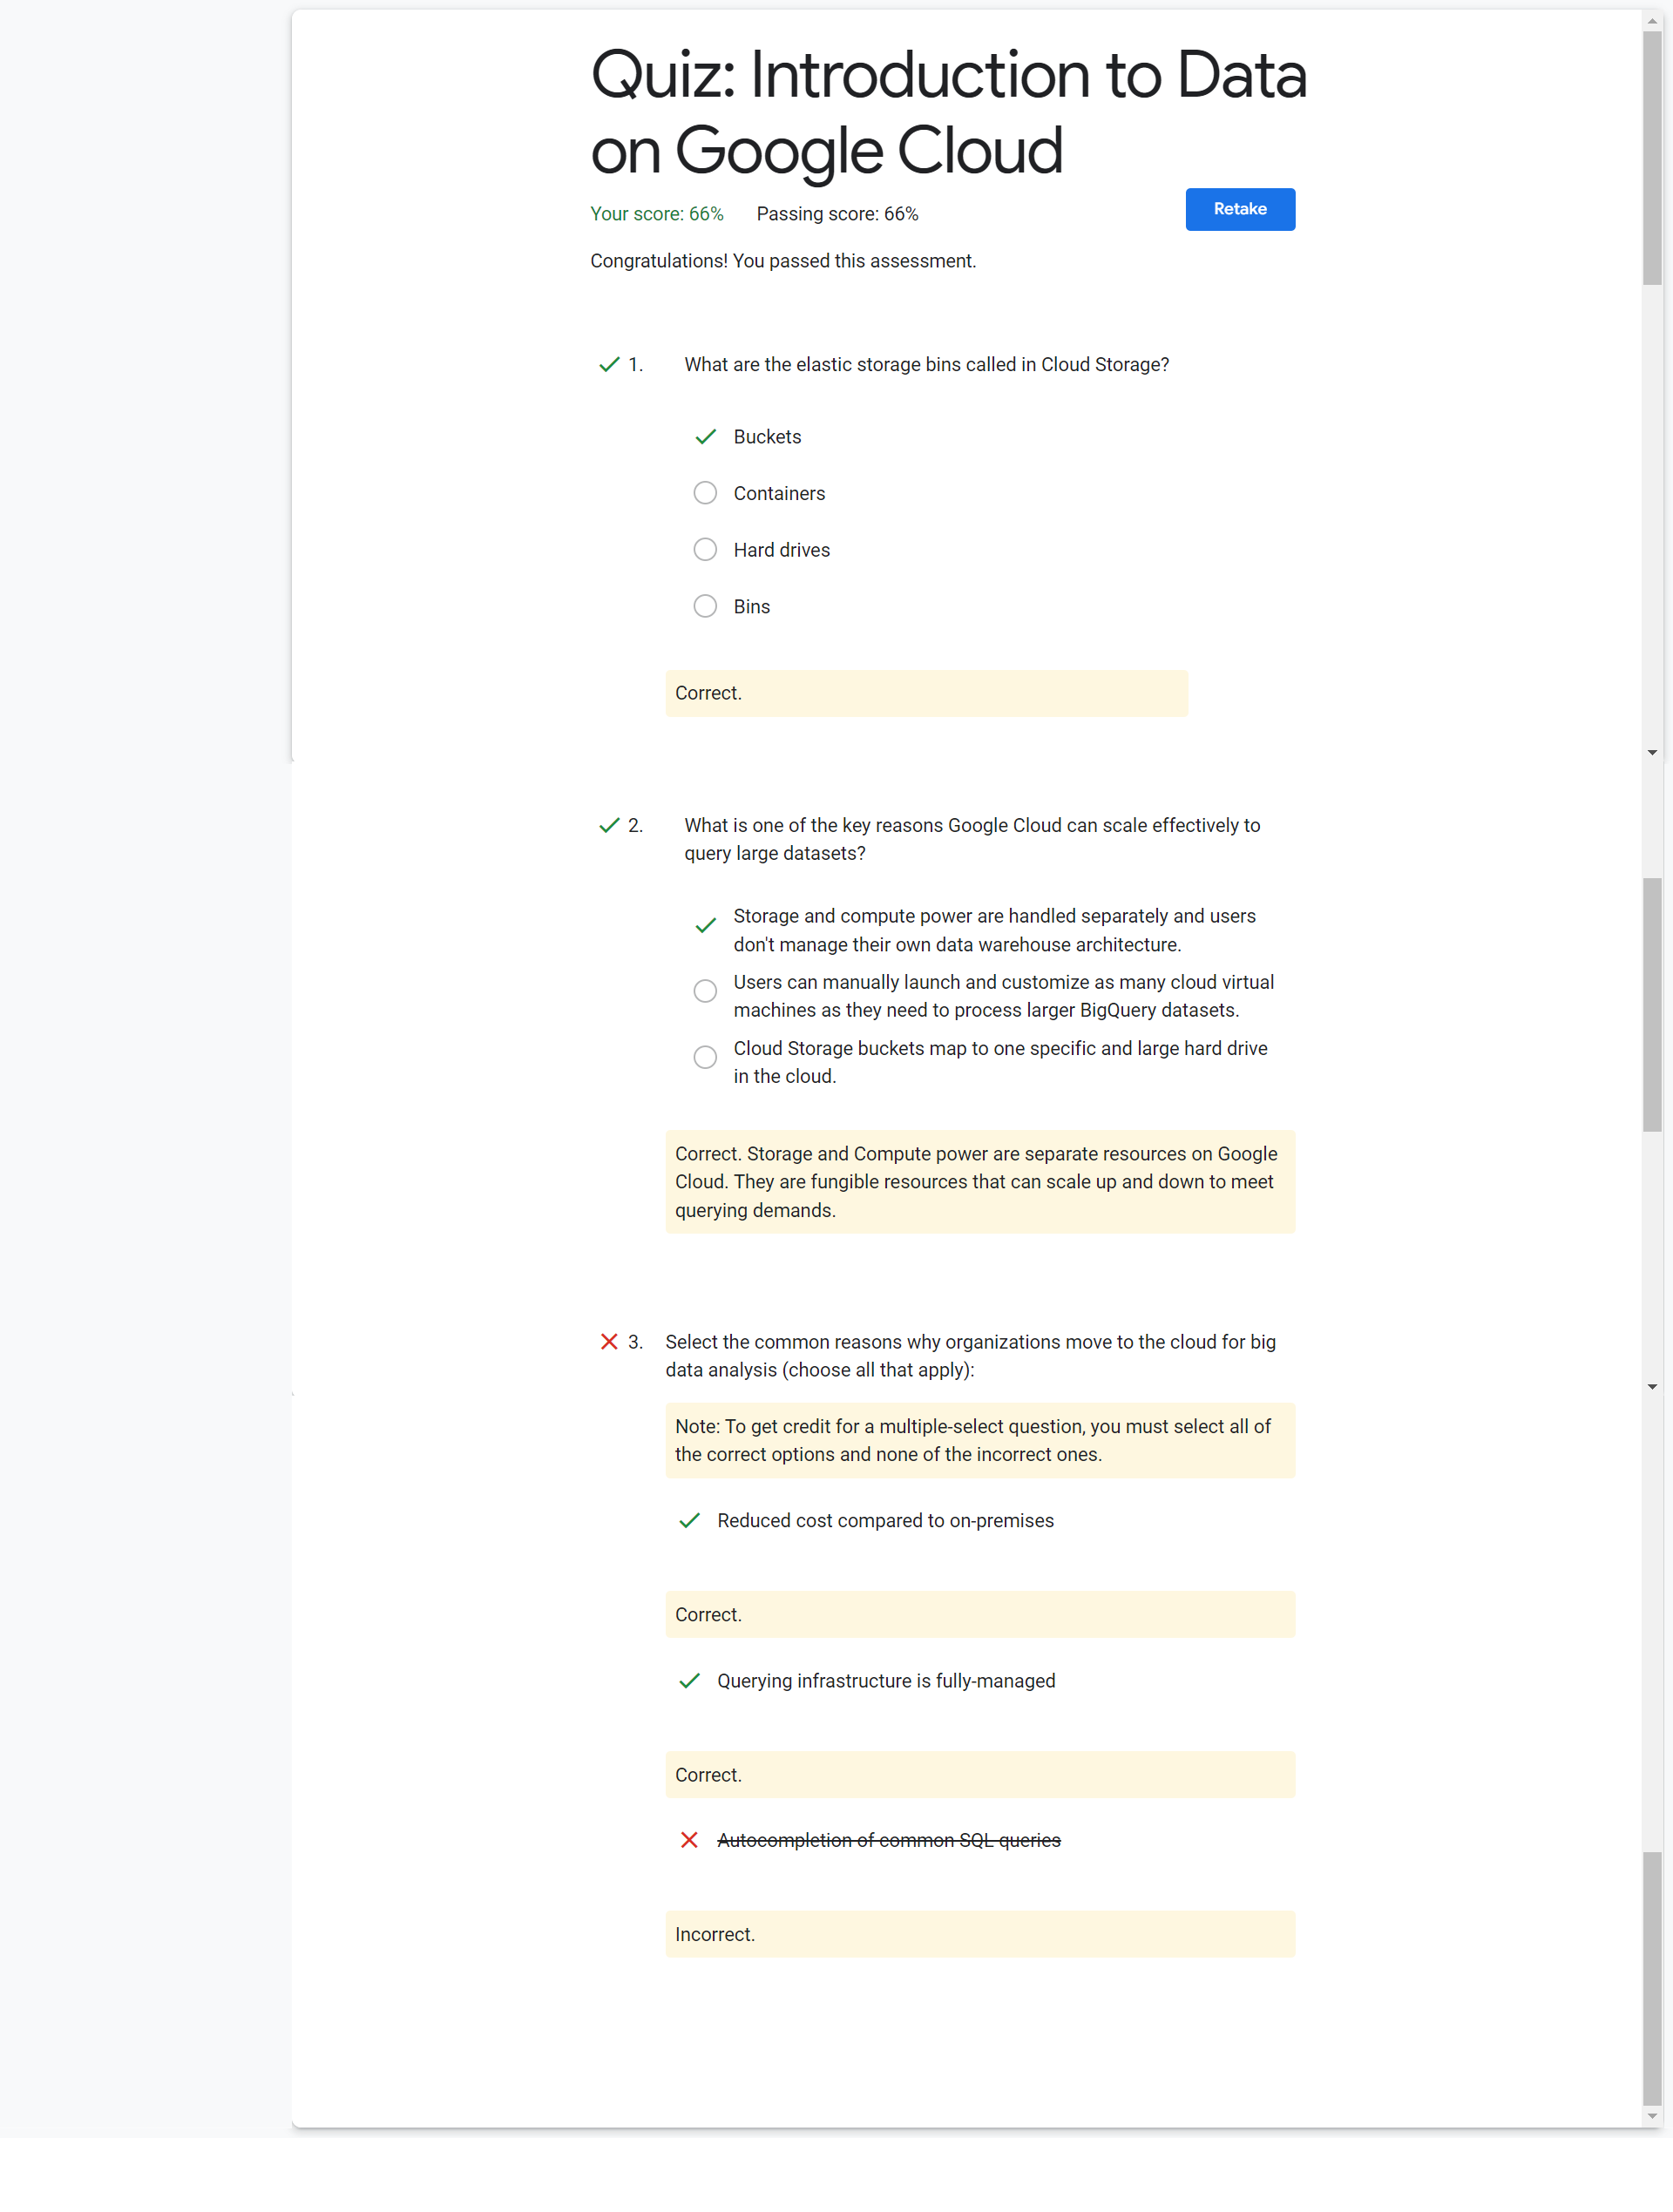 Quiz: Introduction to Data
on Google Cloud
Your score: 66% Passing score: 66%
Retake
Congratulations! You passed this assessment.
1. What are the elastic storage bins called in Cloud Storage?
Buckets
Containers
Hard drives
Bins
Correct.
2. What is one of the key reasons Google Cloud can scale effectively to
query large datasets?
Storage and compute power are handled separately and users
don't manage their own data warehouse architecture.
Users can manually launch and customize as many cloud virtual
machines as they need to process larger BigQuery datasets.
Cloud Storage buckets map to one specific and large hard drive
in the cloud.
Correct. Storage and Compute power are separate resources on Google
Cloud. They are fungible resources that can scale up and down to meet
querying demands.
3. Select the common reasons why organizations move to the cloud for big
data analysis (choose all that apply):
Note: To get credit for a multiple-select question, you must select all of
the correct options and none of the incorrect ones.
Reduced cost compared to on-premises
Correct.
Querying infrastructure is fully-managed
Correct.
Autocompletion of common SQL queries
Incorrect.